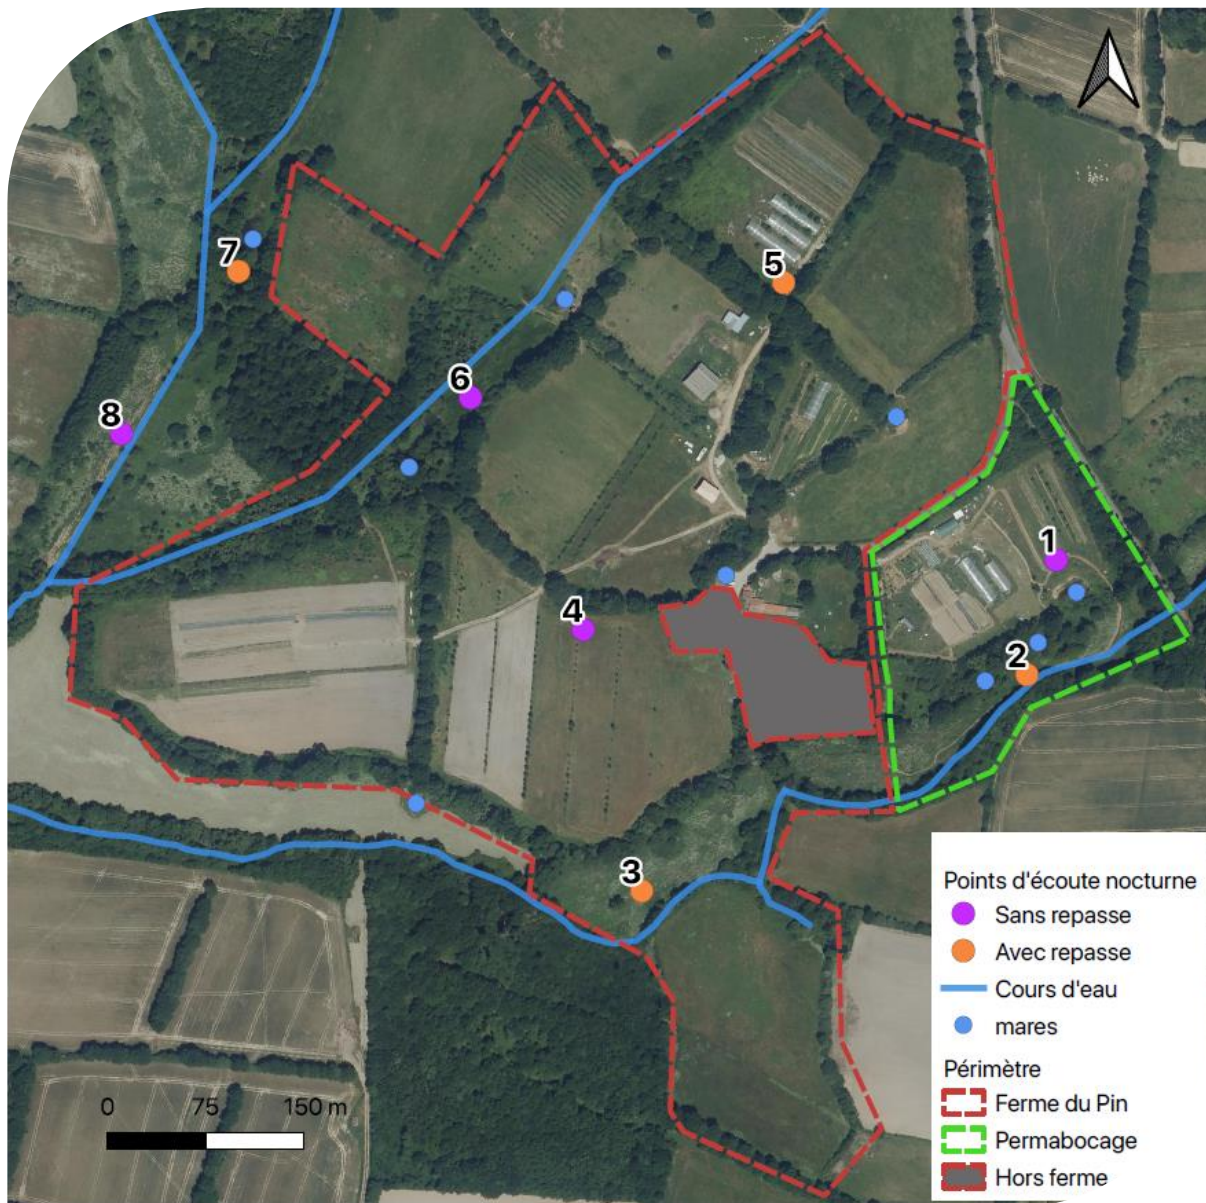 7
5
6
8
1
4
2
3
0 75 150 m
Points d'écoute nocturne
Sans repasse
Avec repasse
Cours d'eau
mares
Périmètre
Ferme du Pin
Permabocage
Hors ferme